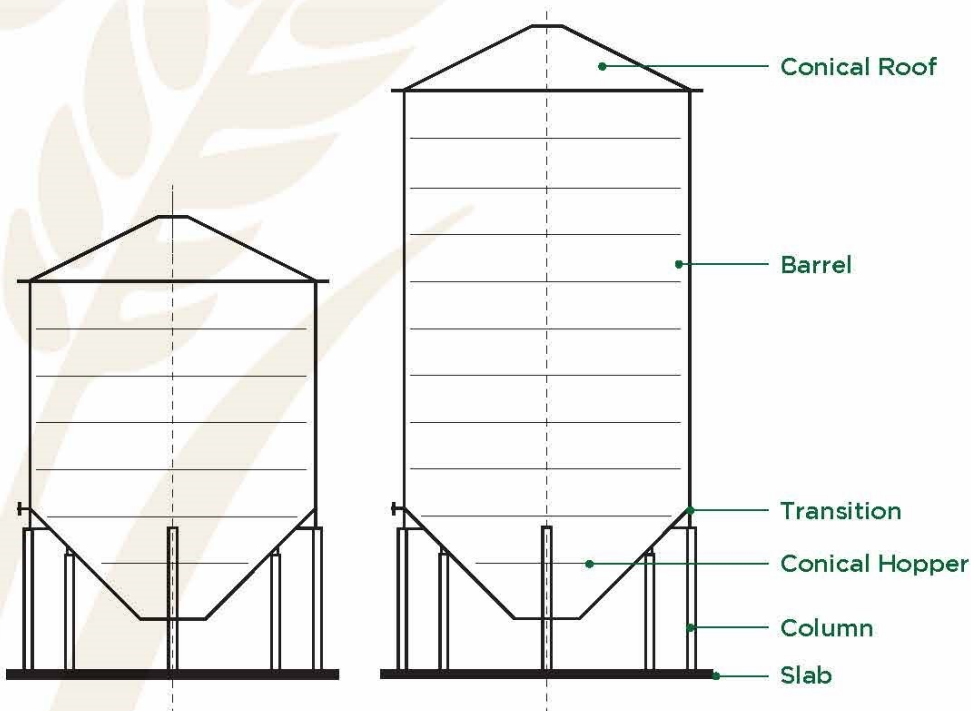 Conical Roof
Barrel
Transition
Conical Hopper
Column
Slab